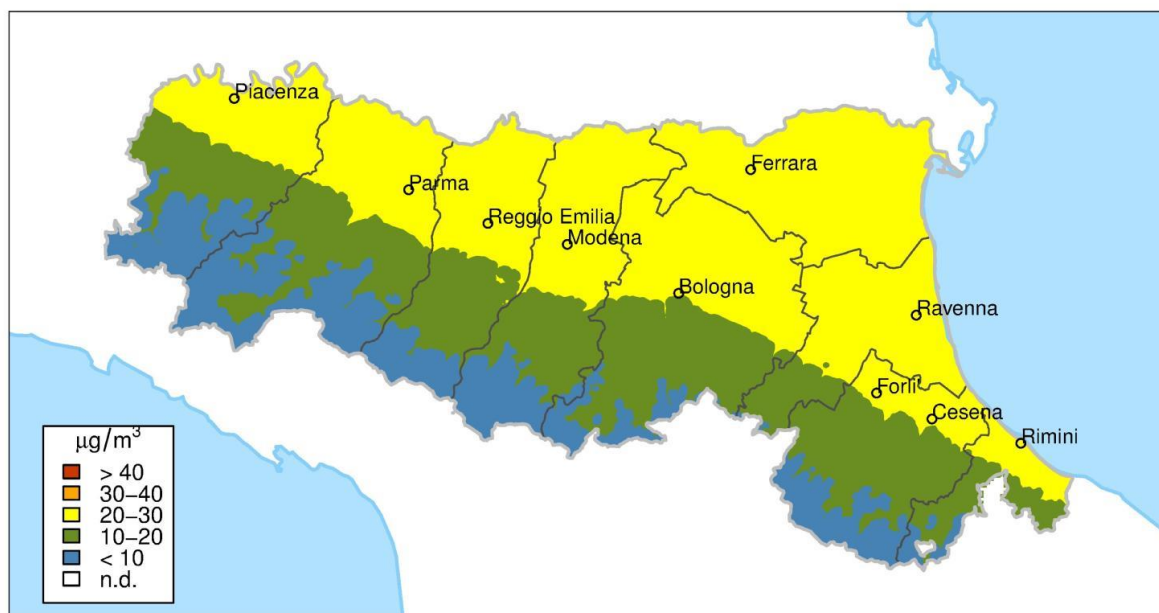 Piacenza
Parma
Ferrara
Reggio Emilia
Modena
Bologna
Ravenna
Forli'
Cesena
Rimini
μg/m³
> 40
30–40
20–30
10–20
< 10
n.d.